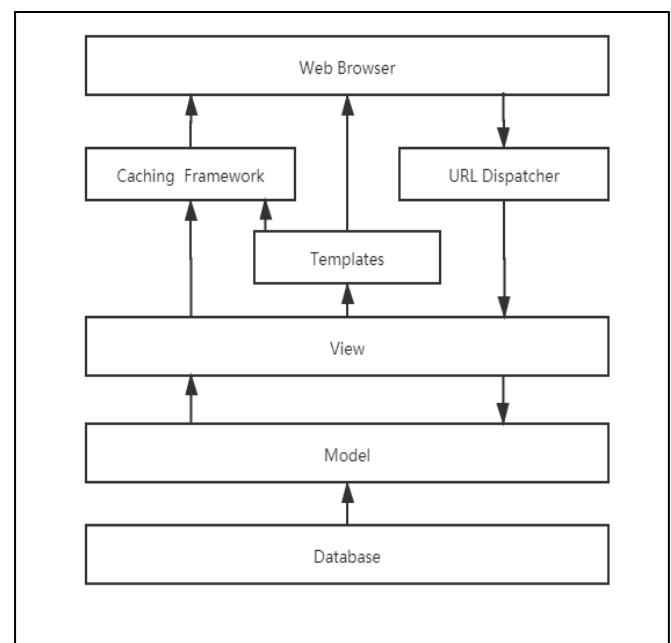 Web Browser
Caching Framework
URL Dispatcher
Templates
View
Model
Database